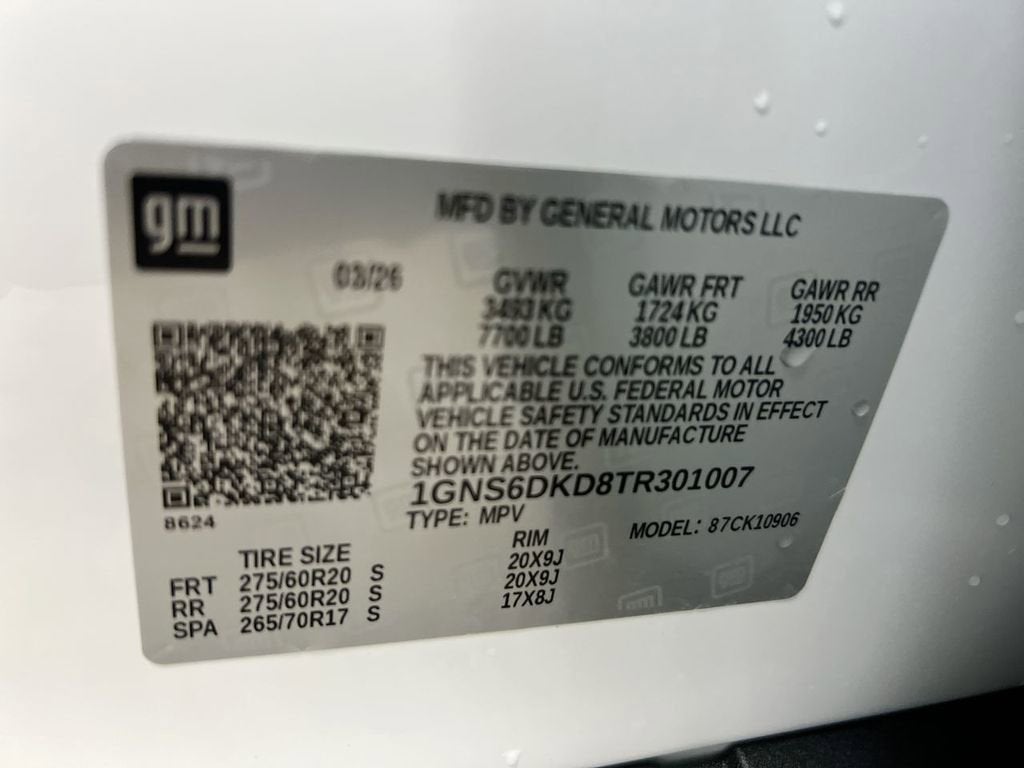 gm
MFD BY GENERAL MOTORS LLC
03/26 GVWR GAWR FRT GAWR RR
3493 KG 1724 KG 1950 KG
7700 LB 3800 LB 4300 LB
THIS VEHICLE CONFORMS TO ALL
APPLICABLE U.S. FEDERAL MOTOR
VEHICLE SAFETY STANDARDS IN EFFECT
ON THE DATE OF MANUFACTURE
SHOWN ABOVE.
1GNS6DKD8TR301007
8624 TYPE: MPV MODEL: 87CK10906
TIRE SIZE RIM
FRT 275/60R20 S 20X9J
RR 275/60R20 S 20X9J
SPA 265/70R17 S 17X8J